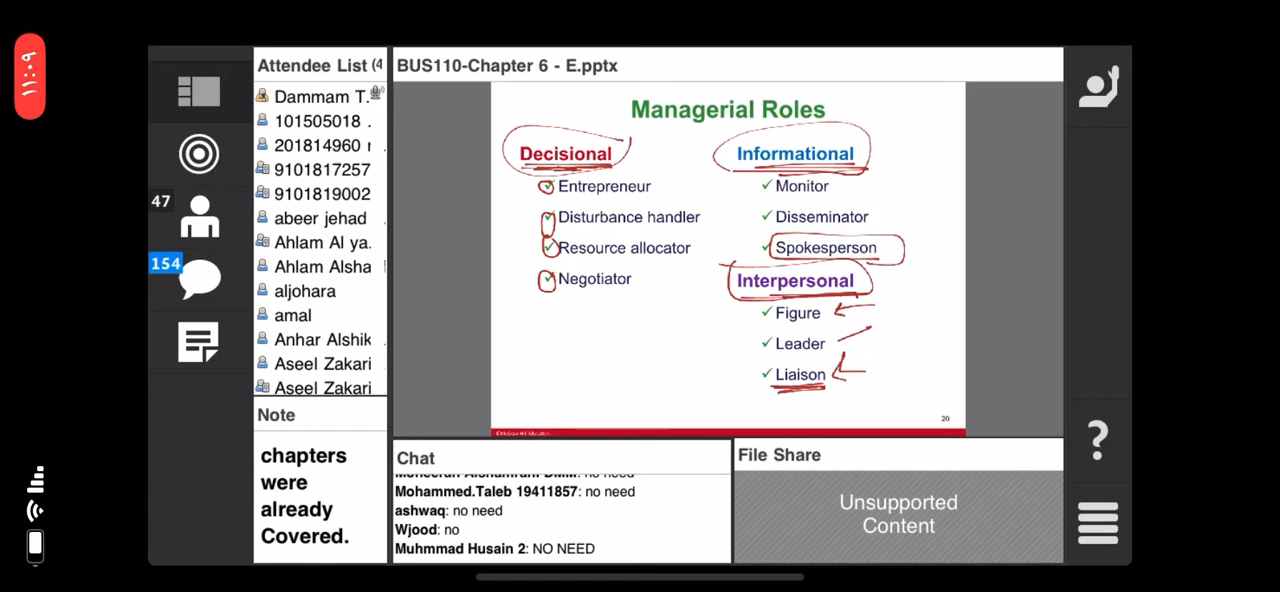 ١١:٠٩
Attendee List (4
Dammam T.
101505018 .
201814960 r
9101817257
9101819002
abeer jehad
Ahlam Al ya.
Ahlam Alsha
aljohara
amal
Anhar Alshik
Aseel Zakari
Aseel Zakari
47
154
Note
chapters
were
already
Covered.
BUS110-Chapter 6 - E.pptx
Managerial Roles
Decisional
Entrepreneur
Disturbance handler
Resource allocator
Negotiator
Informational
Monitor
Disseminator
Spokesperson
Interpersonal
Figure
Leader
Liaison
20
Chat
no need
Mohammed.Taleb 19411857: no need
ashwaq: no need
Wjood: no
Muhmmad Husain 2: NO NEED
File Share
Unsupported
Content
?